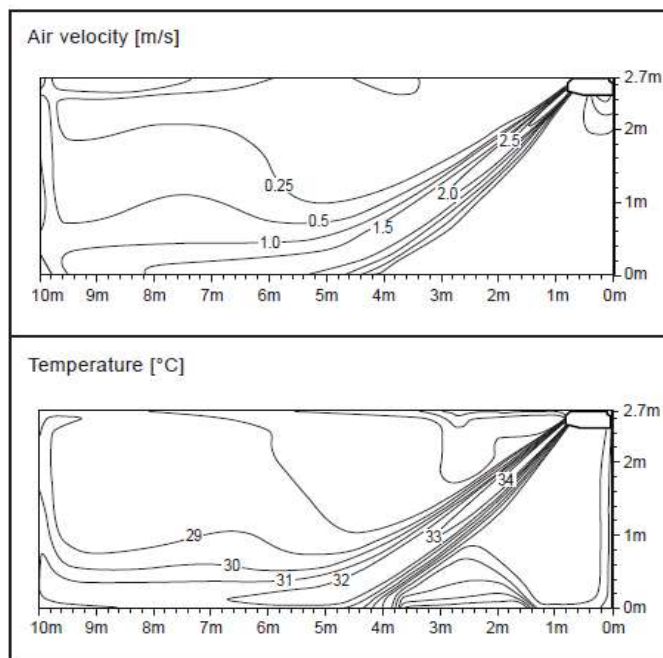 Air velocity [m/s]
2.7m
2m
2.5
0.25
2.0
1m
0.5
1.5
1.0
0m
10m 9m 8m 7m 6m 5m 4m 3m 2m 1m 0m
Temperature [°C]
2.7m
2m
34
29
33
1m
30
31
32
0m
10m 9m 8m 7m 6m 5m 4m 3m 2m 1m 0m